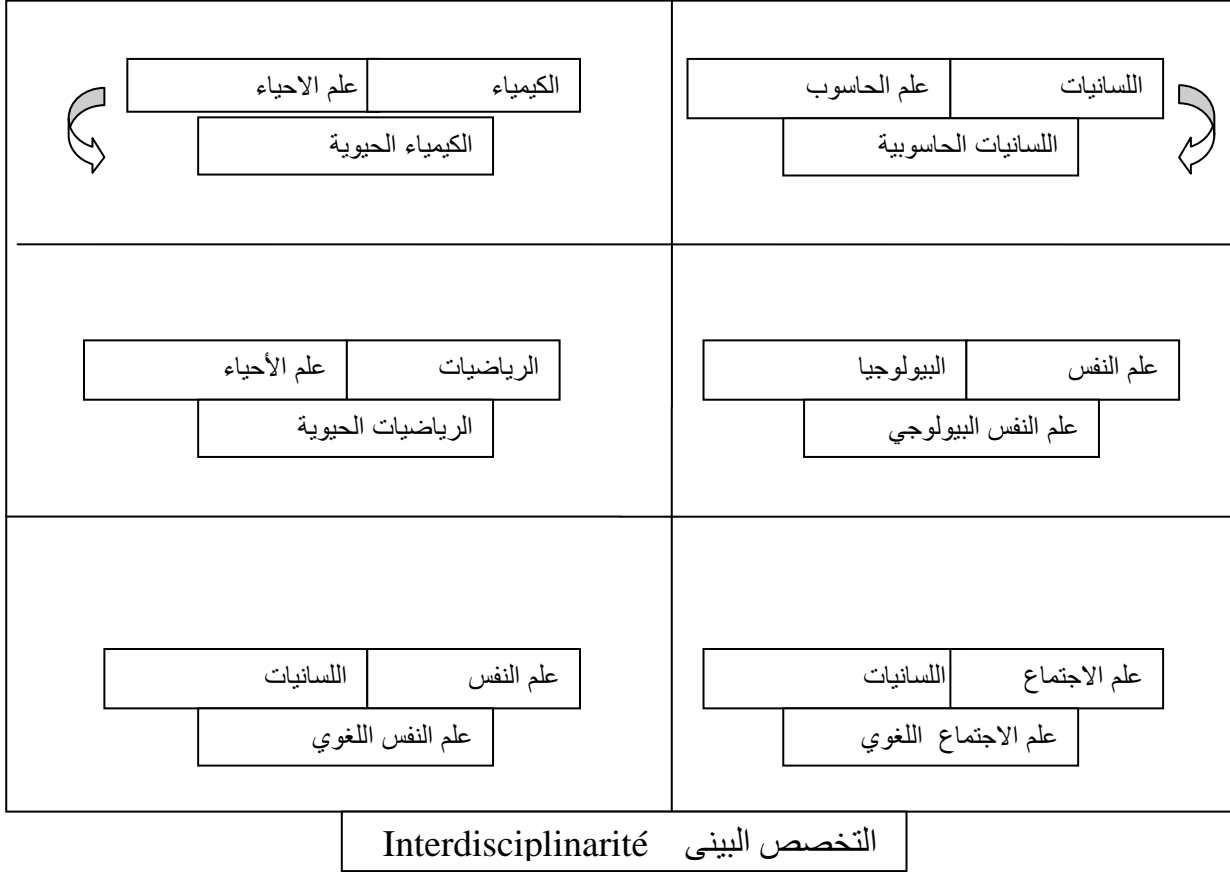 اللسانيات علم الحاسوب
اللسانيات الحاسوبية
الكيمياء علم الاحياء
الكيمياء الحيوية
علم النفس البيولوجيا
علم النفس البيولوجي
الرياضيات علم الأحياء
الرياضيات الحيوية
علم الاجتماع اللسانيات
علم الاجتماع اللغوي
علم النفس اللسانيات
علم النفس اللغوي
التخصص البيني Interdisciplinarité